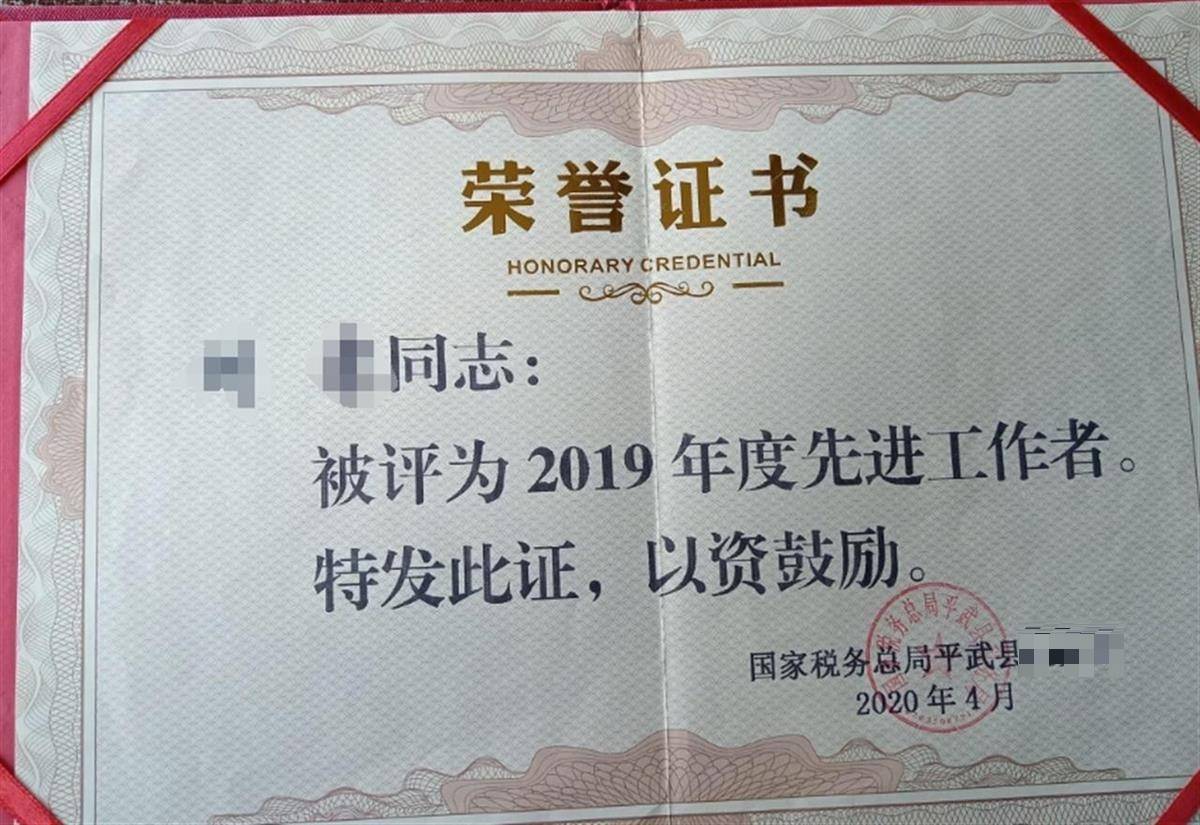 荣誉证书
HONORARY CREDENTIAL
同志：
被评为2019年度先进工作者。
特发此证，以资鼓励。
国家税务总局平武县
2020年4月